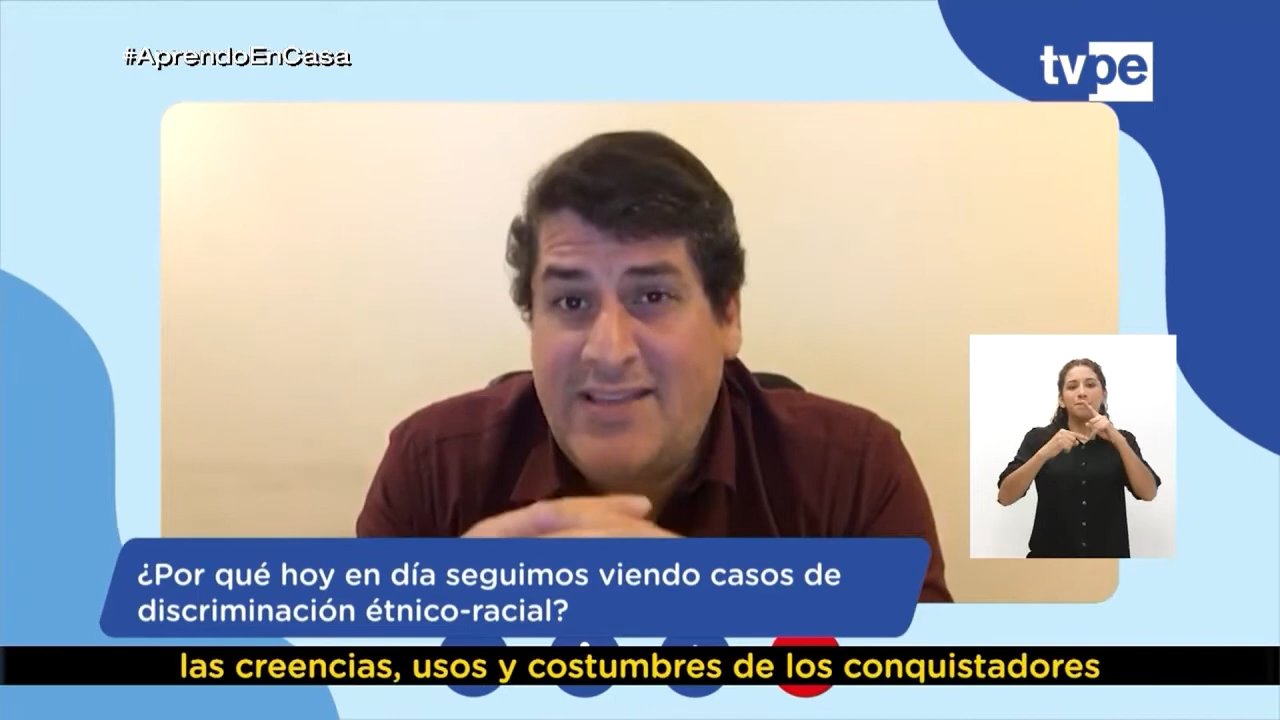 #AprendoEnCasa
tvpe
¿Por qué hoy en día seguimos viendo casos de
discriminación étnico-racial?
las creencias, usos y costumbres de los conquistadores